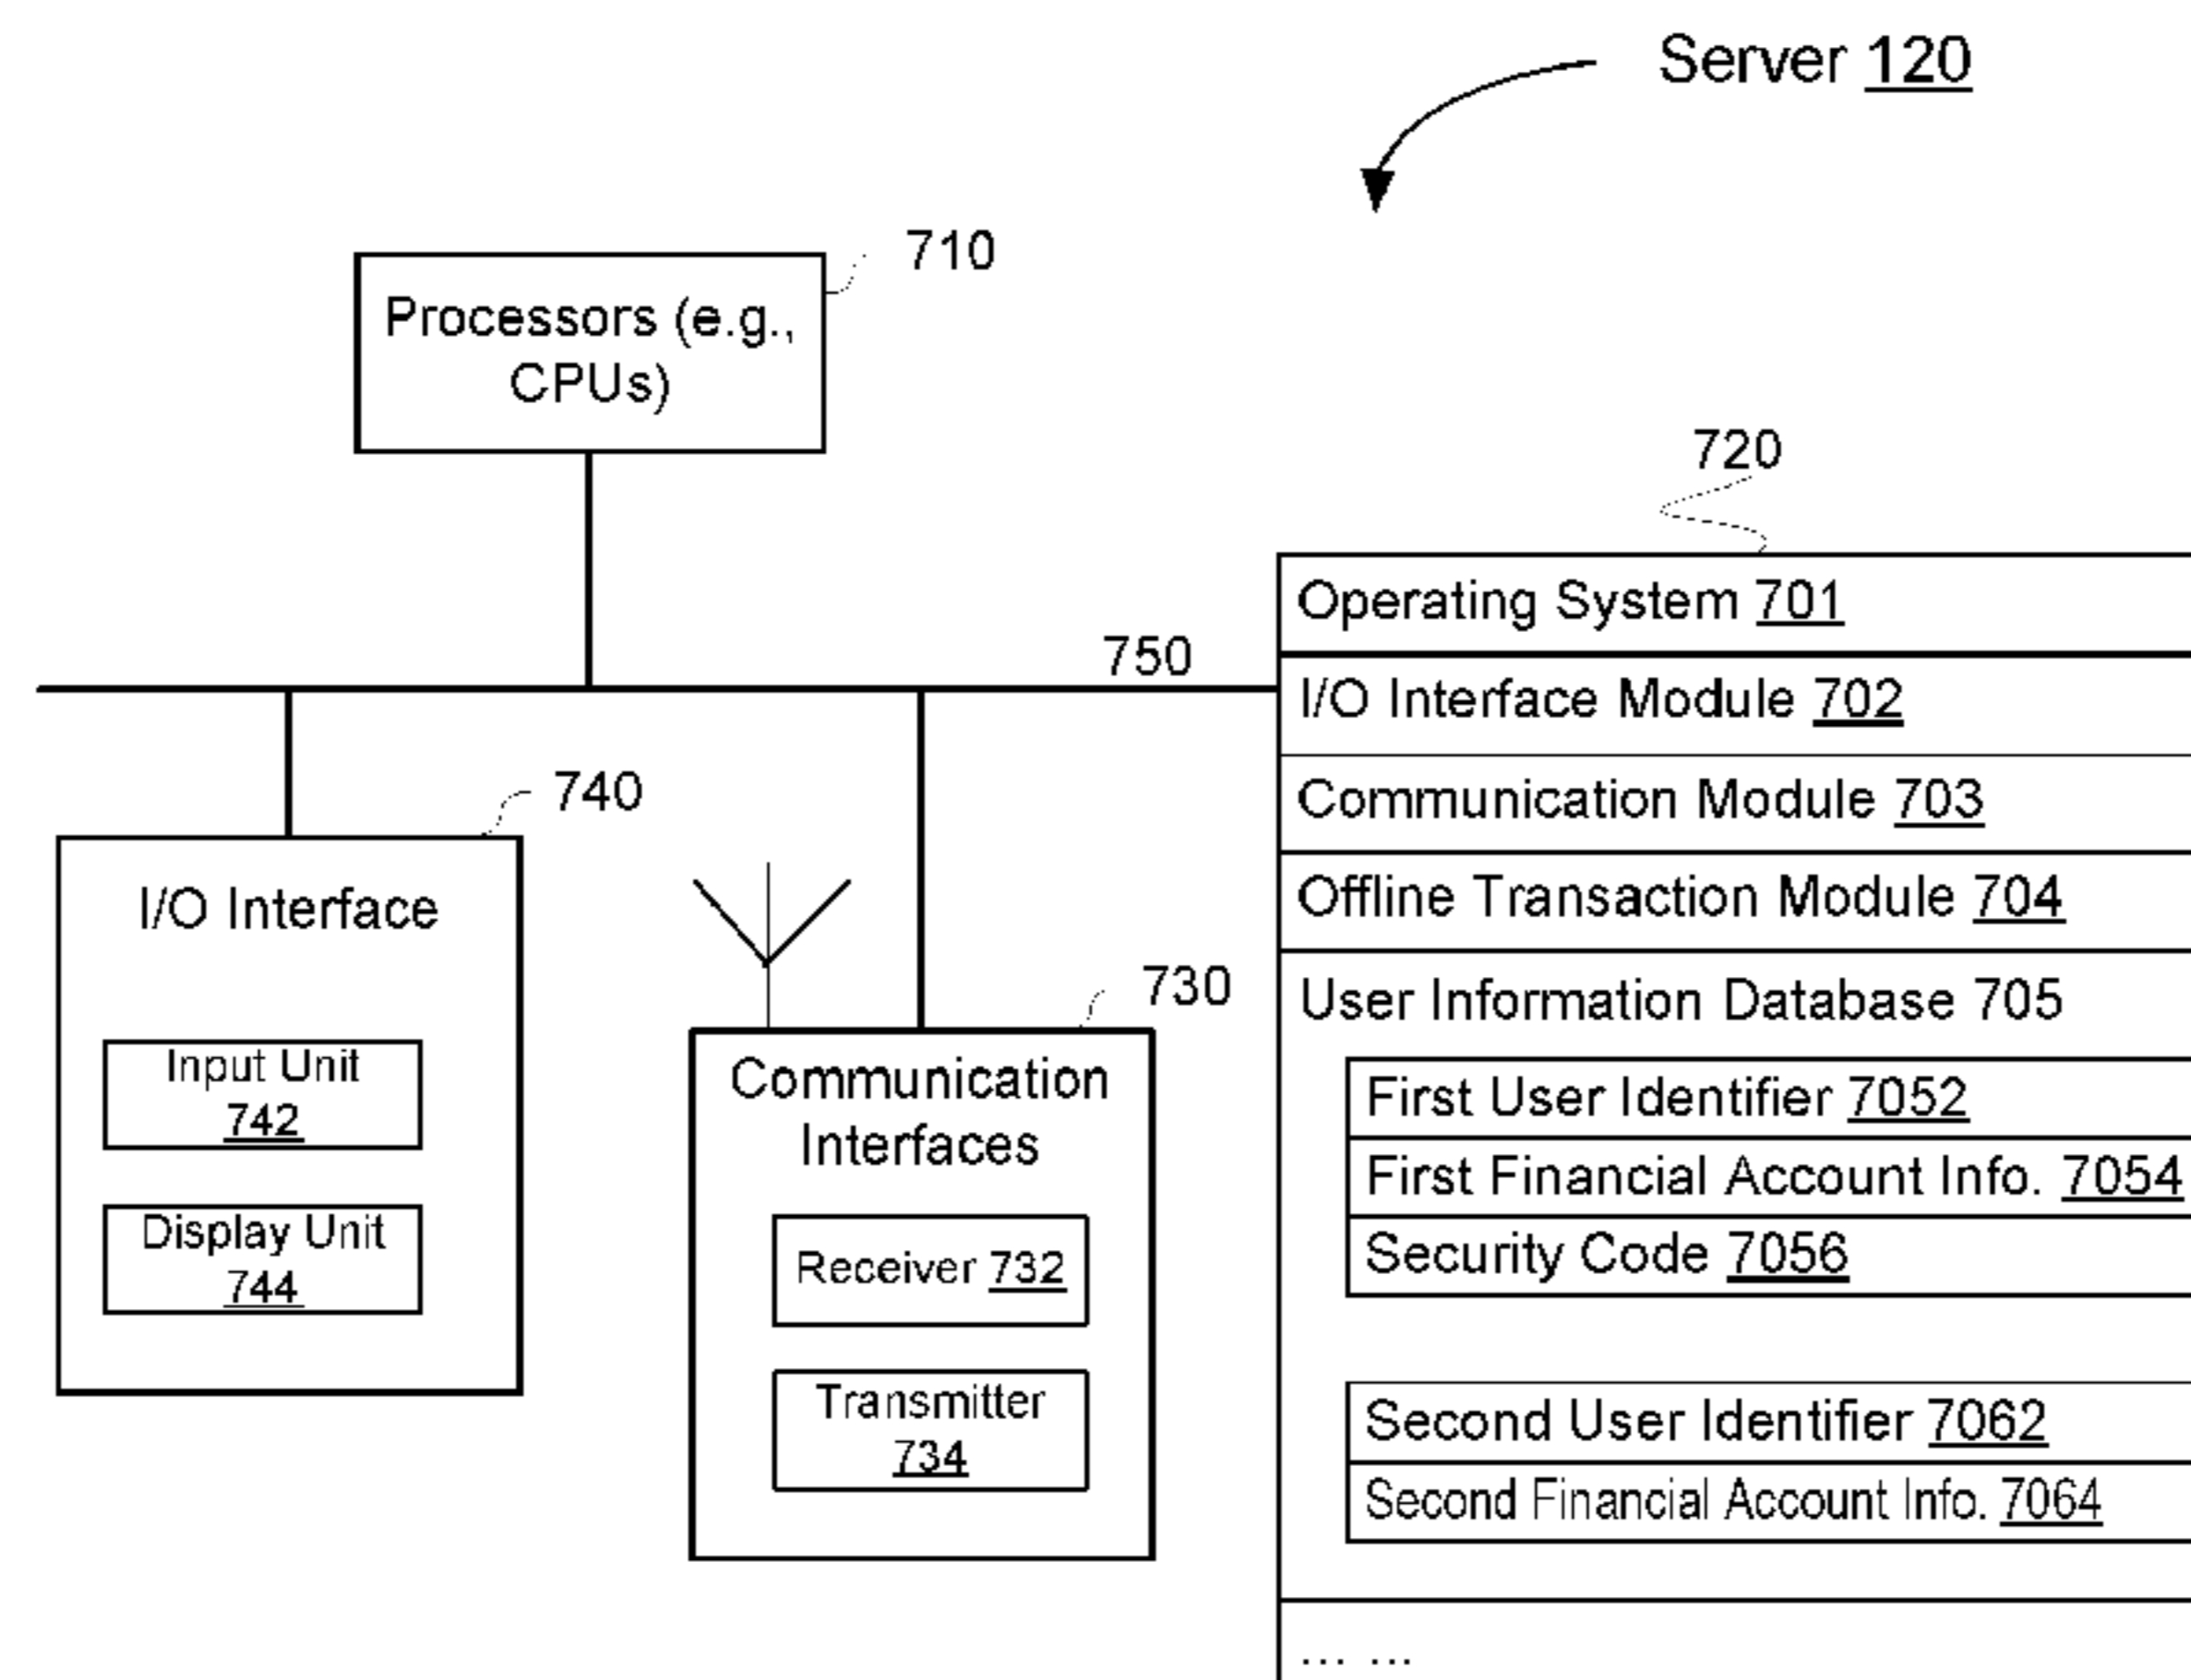 Server 120
710
Processors (e.g.,
CPUs)
720
750
Operating System 701
I/O Interface Module 702
Communication Module 703
Offline Transaction Module 704
User Information Database 705
First User Identifier 7052
First Financial Account Info. 7054
Security Code 7056
Second User Identifier 7062
Second Financial Account Info. 7064
... ...
740
I/O Interface
Input Unit
742
Display Unit
744
730
Communication
Interfaces
Receiver 732
Transmitter
734